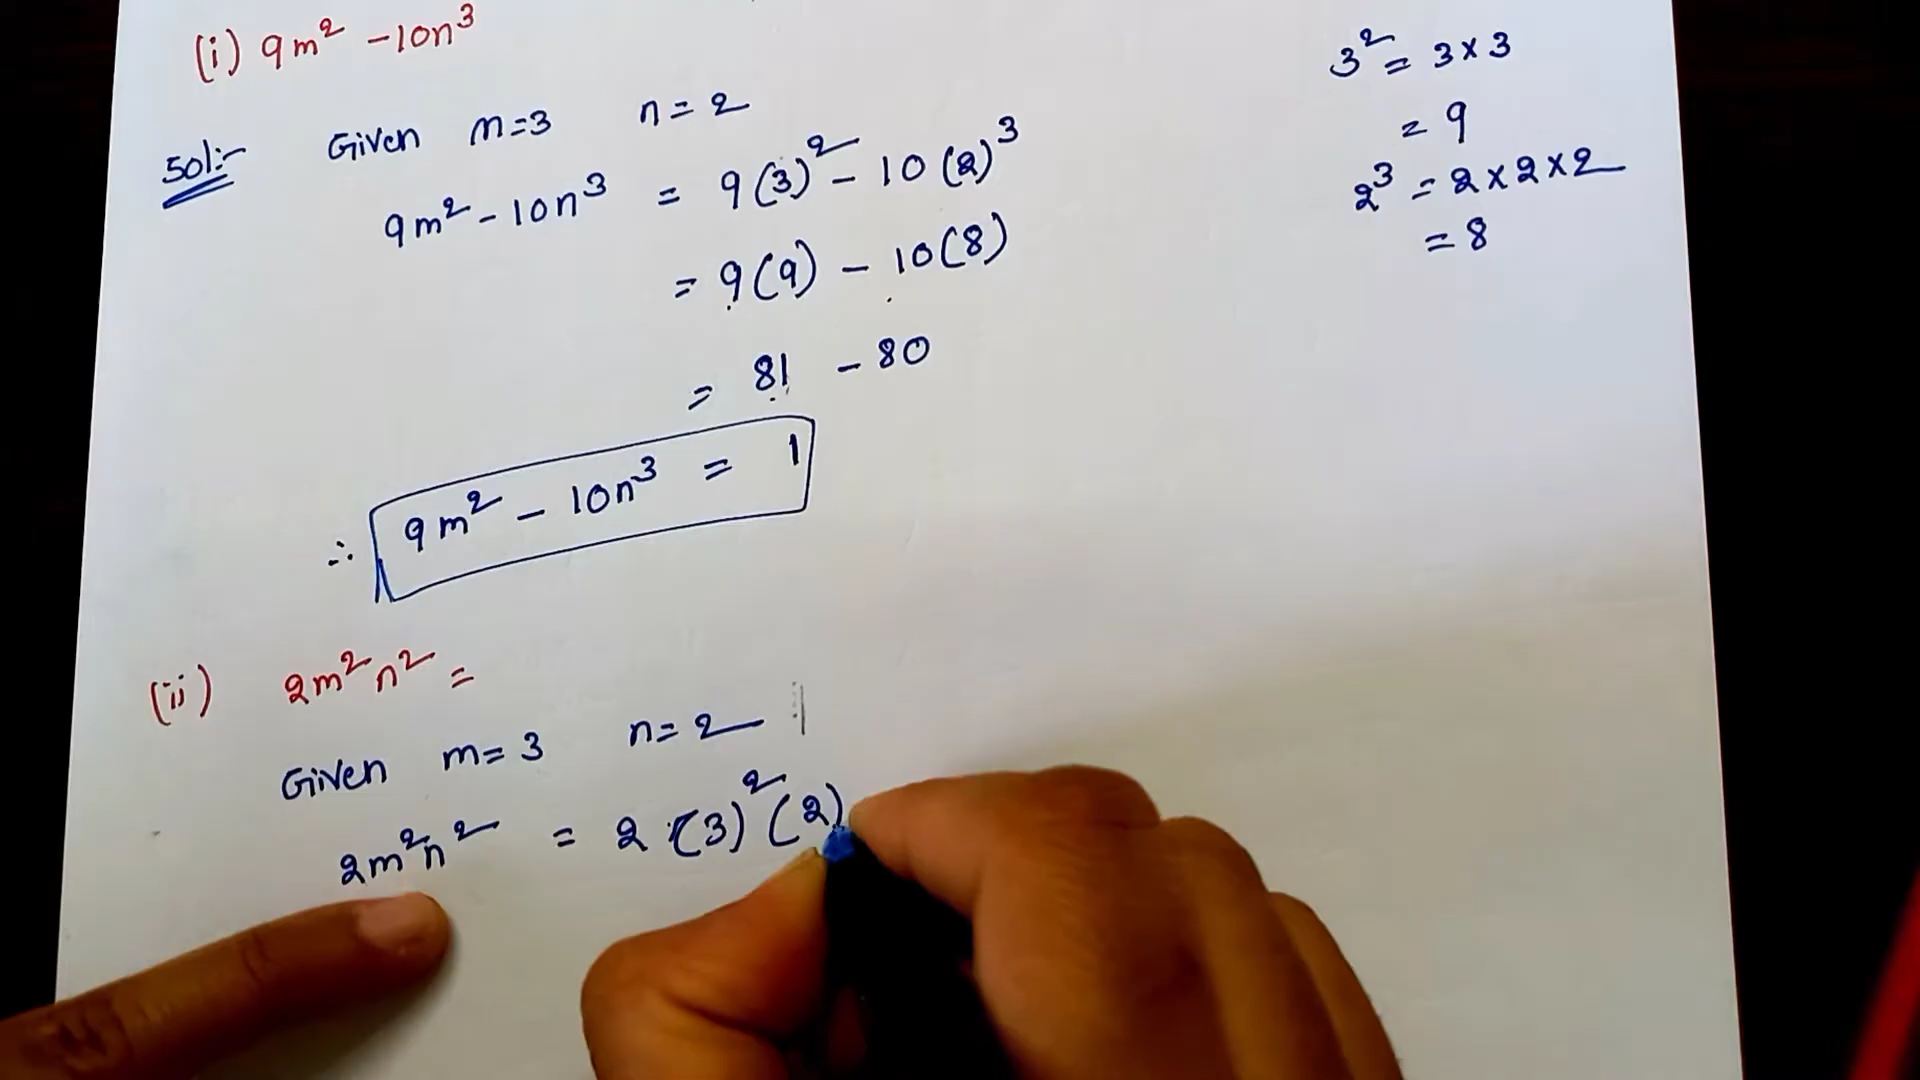 (i) 9m² - 10n³
Sol:- Given m=3 n=2
9m² - 10n³ = 9(3)² - 10(2)³
= 9(9) - 10(8)
= 81 - 80
∴ 9m² - 10n³ = 1
3² = 3×3
= 9
2³ = 2×2×2
= 8
(ii) 2m²n² =
Given m=3 n=2
2m²n² = 2(3)²(2)